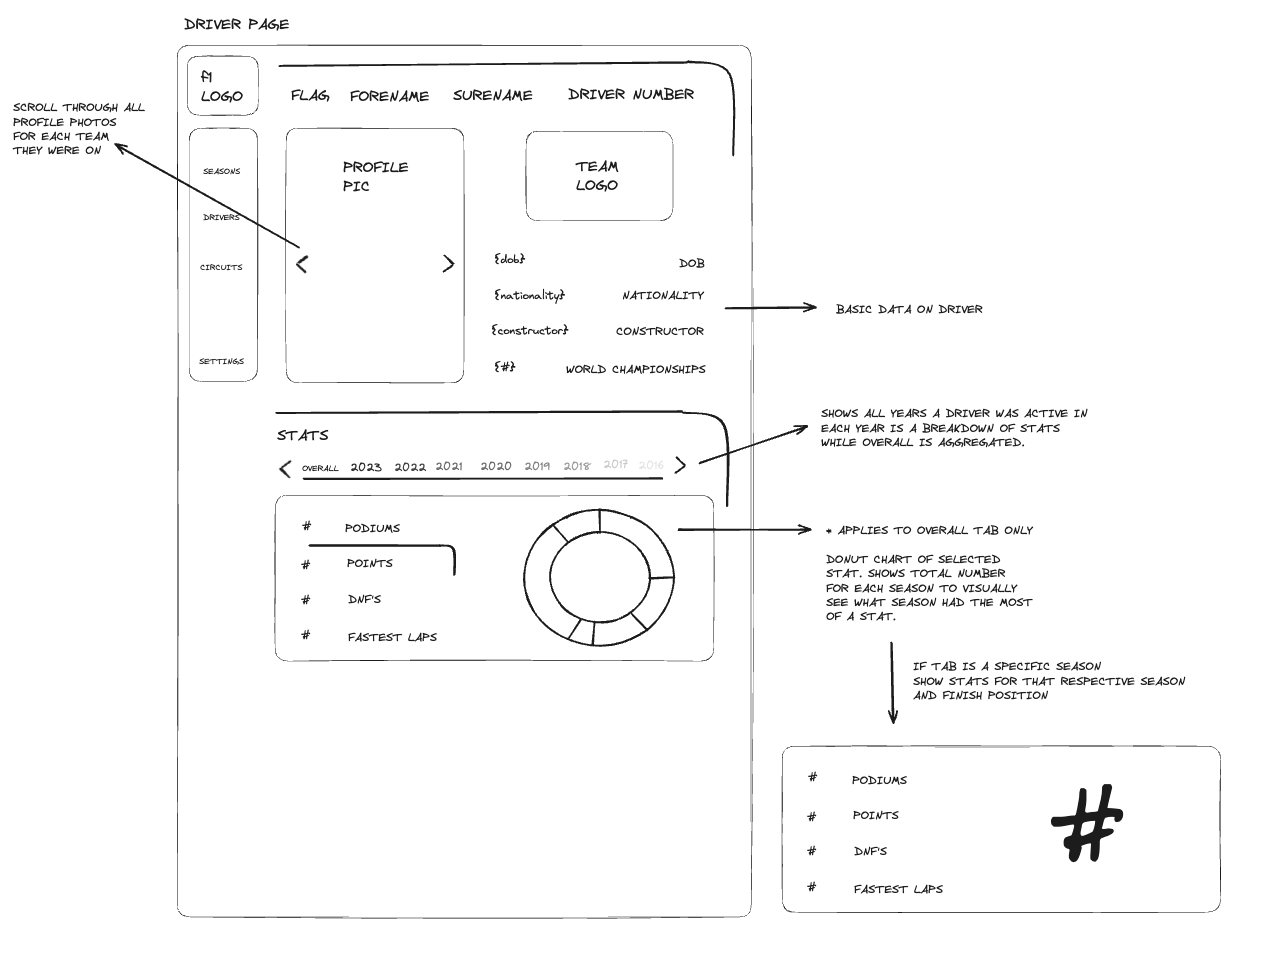 DRIVER PAGE
F1
LOGO
FLAG FORENAME SURENAME DRIVER NUMBER
SCROLL THROUGH ALL
PROFILE PHOTOS
FOR EACH TEAM
THEY WERE ON
SEASONS
DRIVERS
CIRCUITS
SETTINGS
PROFILE
PIC
<
>
TEAM
LOGO
{dob} DOB
{nationality} NATIONALITY
{constructor} CONSTRUCTOR
{#} WORLD CHAMPIONSHIPS
BASIC DATA ON DRIVER
STATS
< OVERALL 2023 2022 2021 2020 2019 2018 2017 2016 >
SHOWS ALL YEARS A DRIVER WAS ACTIVE IN
EACH YEAR IS A BREAKDOWN OF STATS
WHILE OVERALL IS AGGREGATED.
# PODIUMS
# POINTS
# DNF'S
# FASTEST LAPS
* APPLIES TO OVERALL TAB ONLY
DONUT CHART OF SELECTED
STAT. SHOWS TOTAL NUMBER
FOR EACH SEASON TO VISUALLY
SEE WHAT SEASON HAD THE MOST
OF A STAT.
IF TAB IS A SPECIFIC SEASON
SHOW STATS FOR THAT RESPECTIVE SEASON
AND FINISH POSITION
# PODIUMS
# POINTS
# DNF'S
# FASTEST LAPS
#